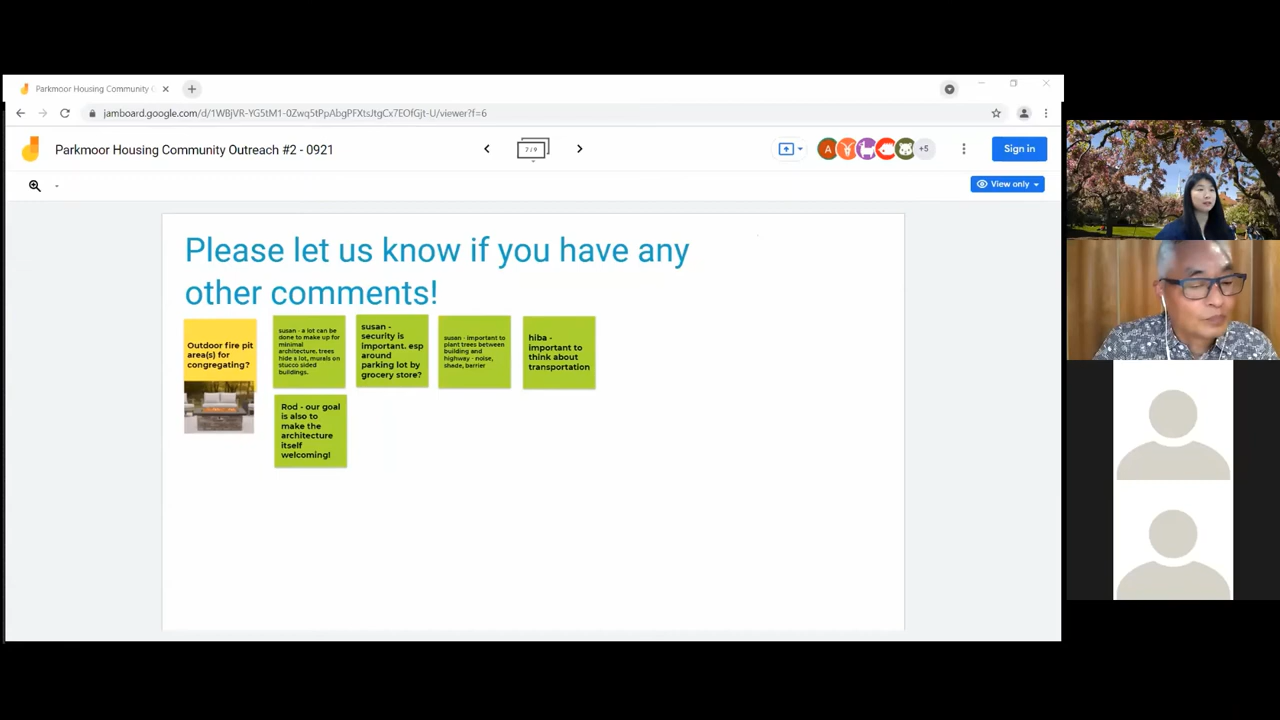 Parkmoor Housing Community O
jamboard.google.com/d/1WBjVR-YG5tM1-0Zwq5tPpAbgPFXtsJtgCx7EOfGjt-U/viewer?f=6
Parkmoor Housing Community Outreach #2 - 0921
7 / 9
A
+5
Sign in
View only
Please let us know if you have any
other comments!
Outdoor fire pit
area(s) for
congregating?
susan - a lot can be
done to make up for
minimal
architecture. trees
hide a lot, murals on
stucco sided
buildings.
susan -
security is
important. esp
around
parking lot by
grocery store?
susan - important to
plant trees between
building and
highway - noise,
shade, barrier
hiba -
important to
think about
transportation
Rod - our goal
is also to
make the
architecture
itself
welcoming!